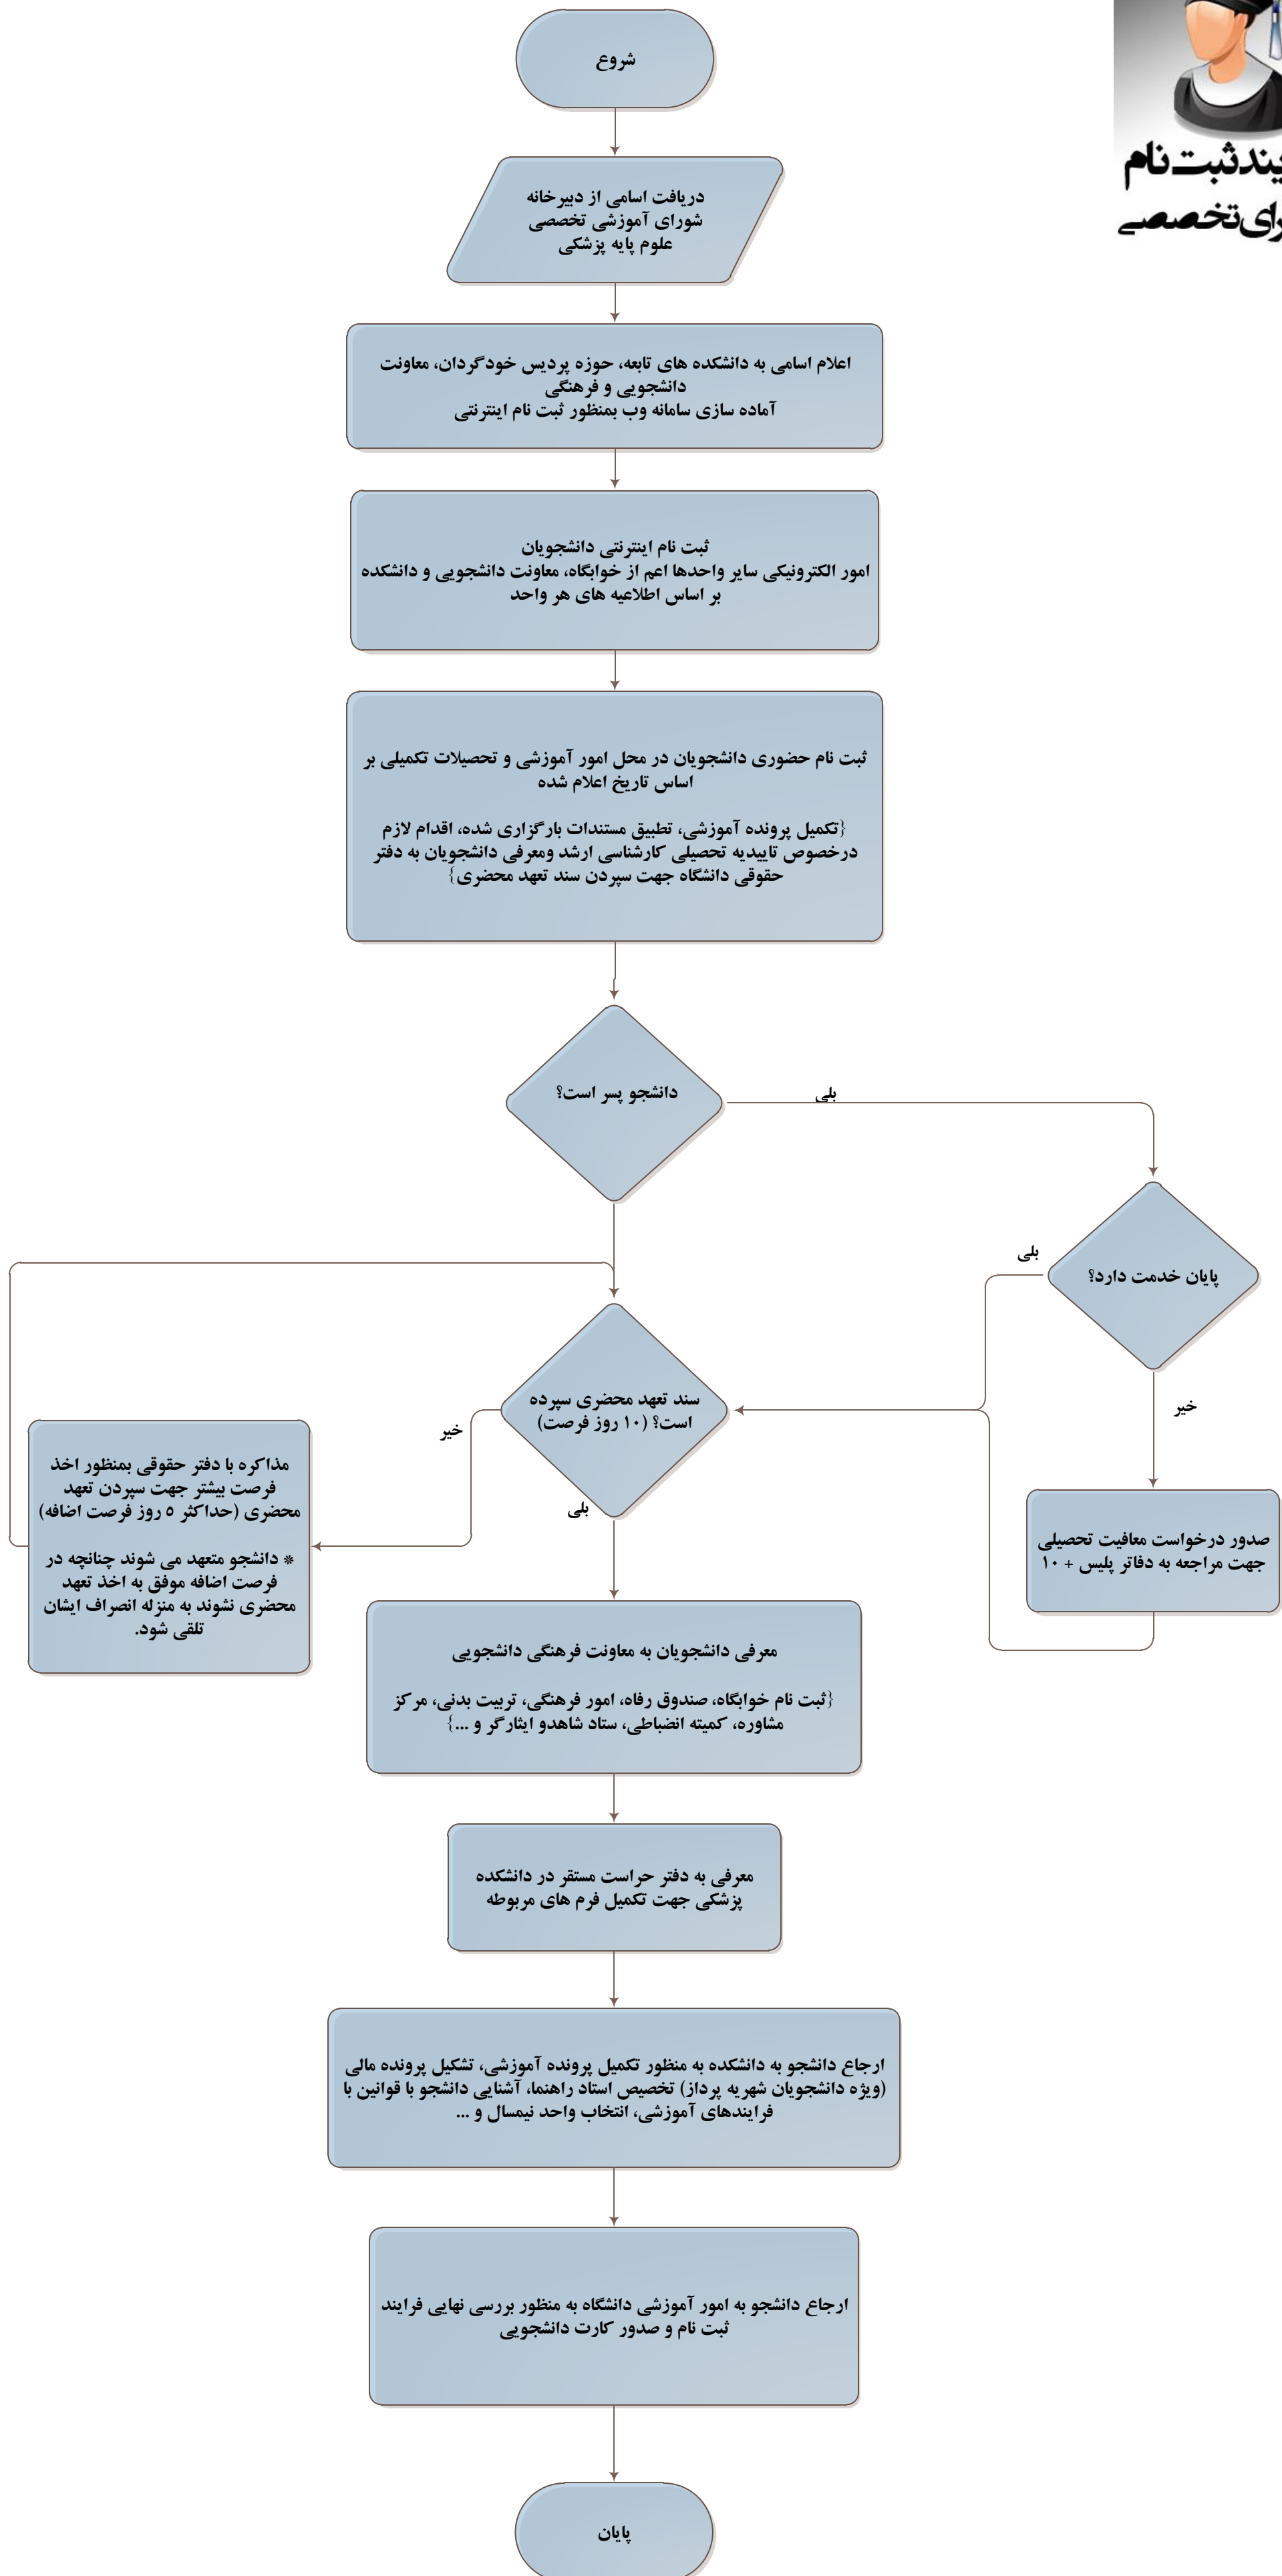 یند ثبت نام
رای تخصصی
شروع
دریافت اسامی از دبیرخانه
شورای آموزشی تخصصی
علوم پایه پزشکی
اعلام اسامی به دانشکده های تابعه، حوزه پردیس خودگردان، معاونت
دانشجویی و فرهنگی
آماده سازی سامانه وب بمنظور ثبت نام اینترنتی
ثبت نام اینترنتی دانشجویان
امور الکترونیکی سایر واحدها اعم از خوابگاه، معاونت دانشجویی و دانشکده
بر اساس اطلاعیه های هر واحد
ثبت نام حضوری دانشجویان در محل امور آموزشی و تحصیلات تکمیلی بر
اساس تاریخ اعلام شده
{تکمیل پرونده آموزشی، تطبیق مستندات بارگزاری شده، اقدام لازم
درخصوص تاییدیه تحصیلی کارشناسی ارشد ومعرفی دانشجویان به دفتر
حقوقی دانشگاه جهت سپردن سند تعهد محضری}
دانشجو پسر است؟
بلی
پایان خدمت دارد؟
بلی
خیر
صدور درخواست معافیت تحصیلی
جهت مراجعه به دفاتر پلیس + ۱۰
سند تعهد محضری سپرده
است؟ (۱۰ روز فرصت)
خیر
بلی
مذاکره با دفتر حقوقی بمنظور اخذ
فرصت بیشتر جهت سپردن تعهد
محضری (حداکثر ۵ روز فرصت اضافه)
* دانشجو متعهد می شوند چنانچه در
فرصت اضافه موفق به اخذ تعهد
محضری نشوند به منزله انصراف ایشان
تلقی شود.
معرفی دانشجویان به معاونت فرهنگی دانشجویی
{ثبت نام خوابگاه، صندوق رفاه، امور فرهنگی، تربیت بدنی، مرکز
مشاوره، کمیته انضباطی، ستاد شاهدو ایثارگر و ...}
معرفی به دفتر حراست مستقر در دانشکده
پزشکی جهت تکمیل فرم های مربوطه
ارجاع دانشجو به دانشکده به منظور تکمیل پرونده آموزشی، تشکیل پرونده مالی
(ویژه دانشجویان شهریه پرداز) تخصیص استاد راهنما، آشنایی دانشجو با قوانین با
فرایندهای آموزشی، انتخاب واحد نیمسال و ...
ارجاع دانشجو به امور آموزشی دانشگاه به منظور بررسی نهایی فرایند
ثبت نام و صدور کارت دانشجویی
پایان